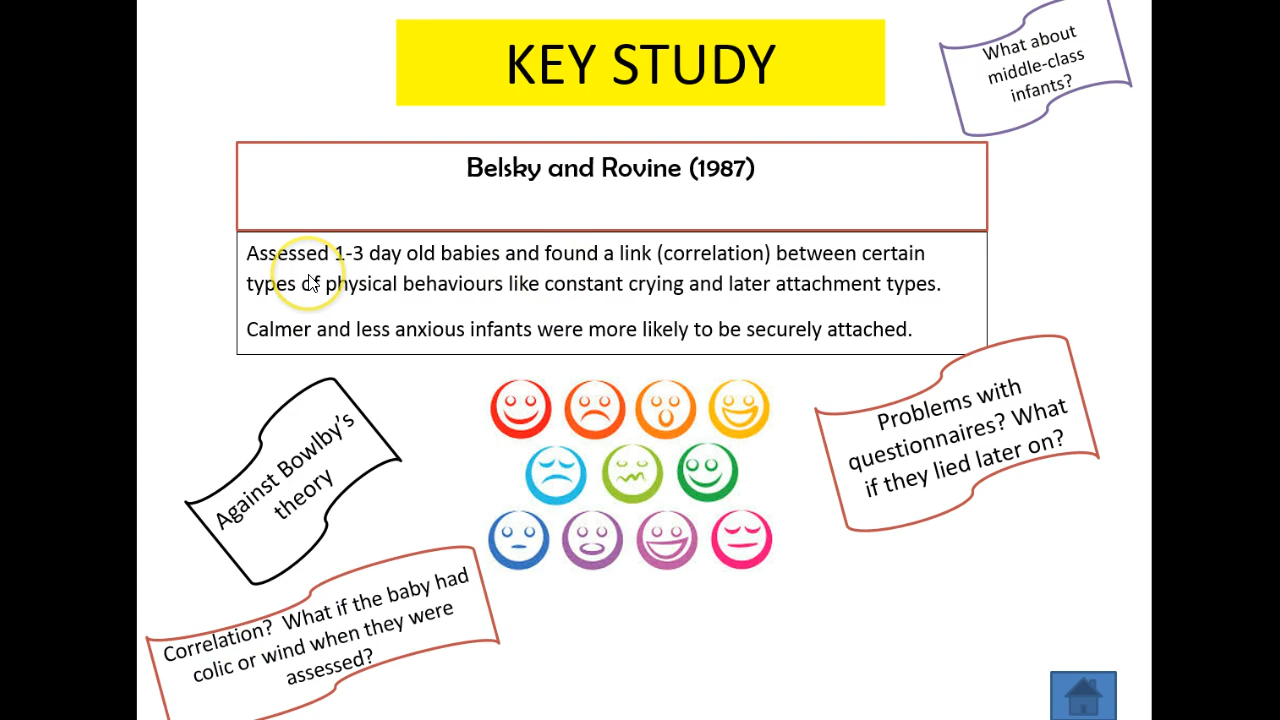 KEY STUDY
What about
middle-class
infants?
Belsky and Rovine (1987)
Assessed 1-3 day old babies and found a link (correlation) between certain
types of physical behaviours like constant crying and later attachment types.
Calmer and less anxious infants were more likely to be securely attached.
Against Bowlby's
theory
Problems with
questionnaires? What
if they lied later on?
Correlation? What if the baby had
colic or wind when they were
assessed?